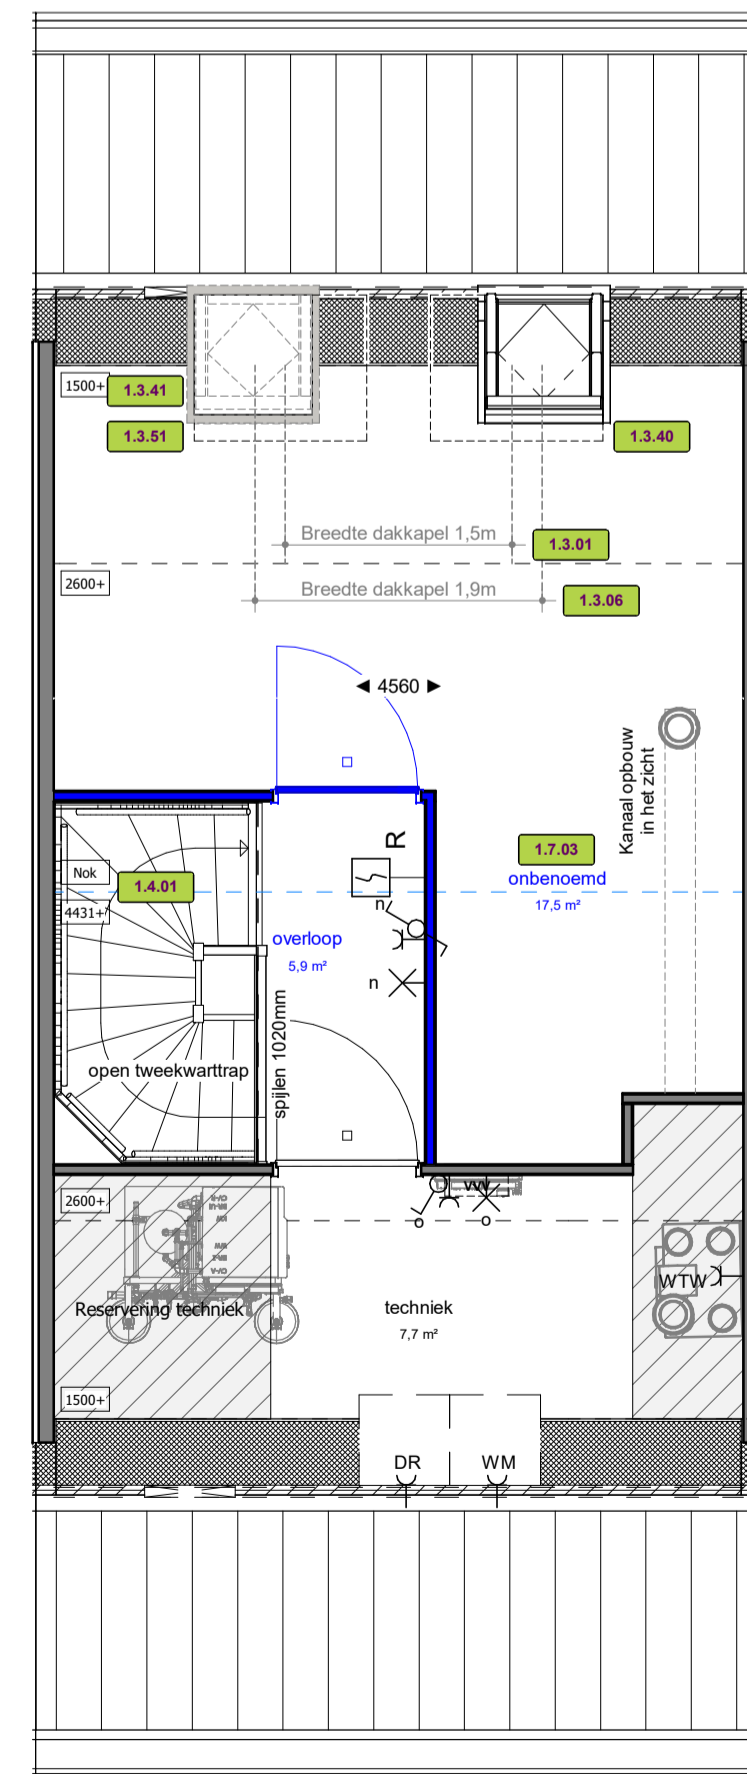 1500+
1.3.41
1.3.51
1.3.40
Breedte dakkapel 1,5m
1.3.01
2600+
Breedte dakkapel 1,9m
1.3.06
4560
Kanaal opbouw
in het zicht
R
1.7.03
onbenoemd
17,5 m²
Nok
1.4.01
4431+
n
overloop
5,9 m²
n
spijlen 1020mm
open tweekwarttrap
2600+
o
o
WTW
Reservering techniek
techniek
7,7 m²
1500+
DR
WM